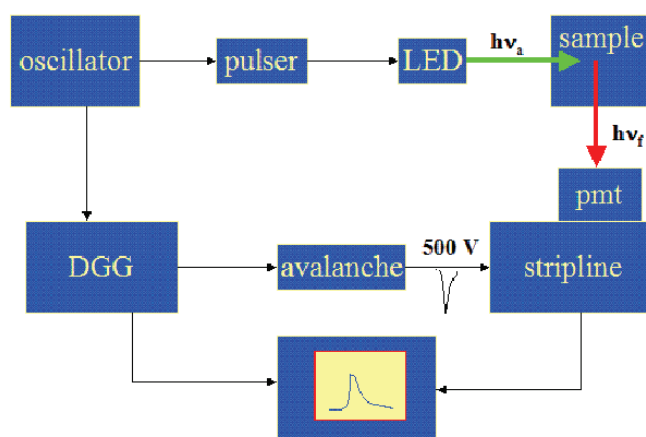 oscillator
pulser
LED
hνa
sample
hνf
pmt
DGG
avalanche
500 V
stripline